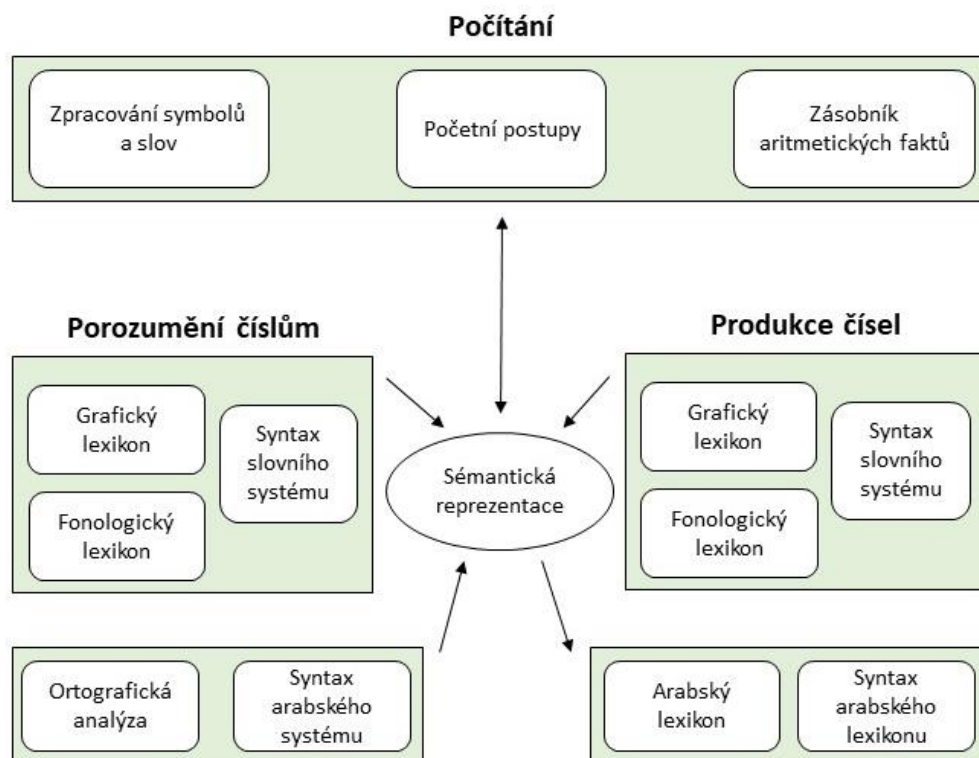 Počítání
Zpracování symbolů
a slov
Početní postupy
Zásobník
aritmetických faktů
Porozumění číslům
Grafický
lexikon
Fonologický
lexikon
Syntax
slovního
systému
Sémantická
reprezentace
Produkce čísel
Grafický
lexikon
Fonologický
lexikon
Syntax
slovního
systému
Ortografická
analýza
Syntax
arabského
systému
Arabský
lexikon
Syntax
arabského
lexikonu